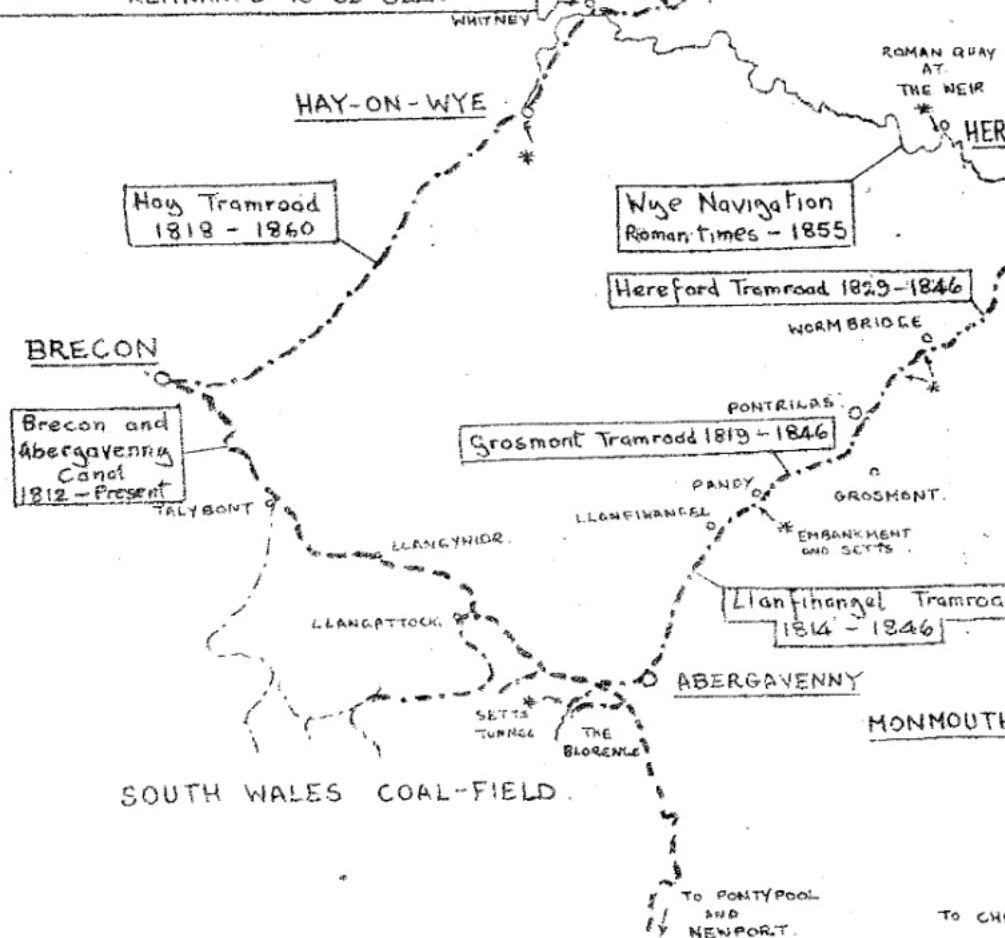 WHITNEY
ROMAN QUAY
AT
THE WEIR
HAY-ON-WYE
HER
Hay Tramroad
1818 - 1860
Wye Navigation
Roman times - 1855
Hereford Tramroad 1829-1846
WORMBRIDGE
BRECON
PONTRILAS
Brecon and
Abergavenny
Canal
1812 - Present
Grosmont Tramroad 1819 - 1846
PANDY
GROSMONT.
TALYBONT
LLANFIHANGEL
EMBANKMENT
AND SETTS.
LLANGYNIDR.
Llanfihangel Tramroa
1814 - 1846
LLANGATTOCK.
ABERGAVENNY
SETTS
TUNNEL
THE
BLORENGE
MONMOUTH
SOUTH WALES COAL-FIELD.
TO PONTYPOOL
AND
NEWPORT.
TO CH